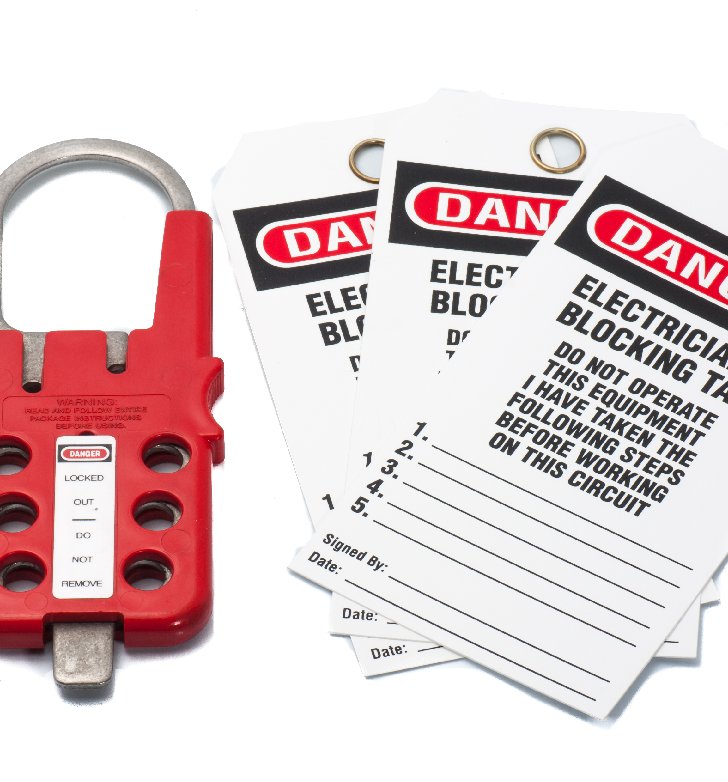 WARNING:
READ AND FOLLOW ENTIRE
PACKAGE INSTRUCTIONS
BEFORE USING.
DANGER
LOCKED
OUT
DO
NOT
REMOVE
DAN
ELEC
BLO
D
1
Date:
DANG
ELECT
BLOC
DO
T
1
Date:
DANG
ELECTRICIA
BLOCKING TA
DO NOT OPERATE
THIS EQUIPMENT
I HAVE TAKEN THE
FOLLOWING STEPS
BEFORE WORKING
ON THIS CIRCUIT
1.
2.
3.
4.
5.
Signed By:
Date: